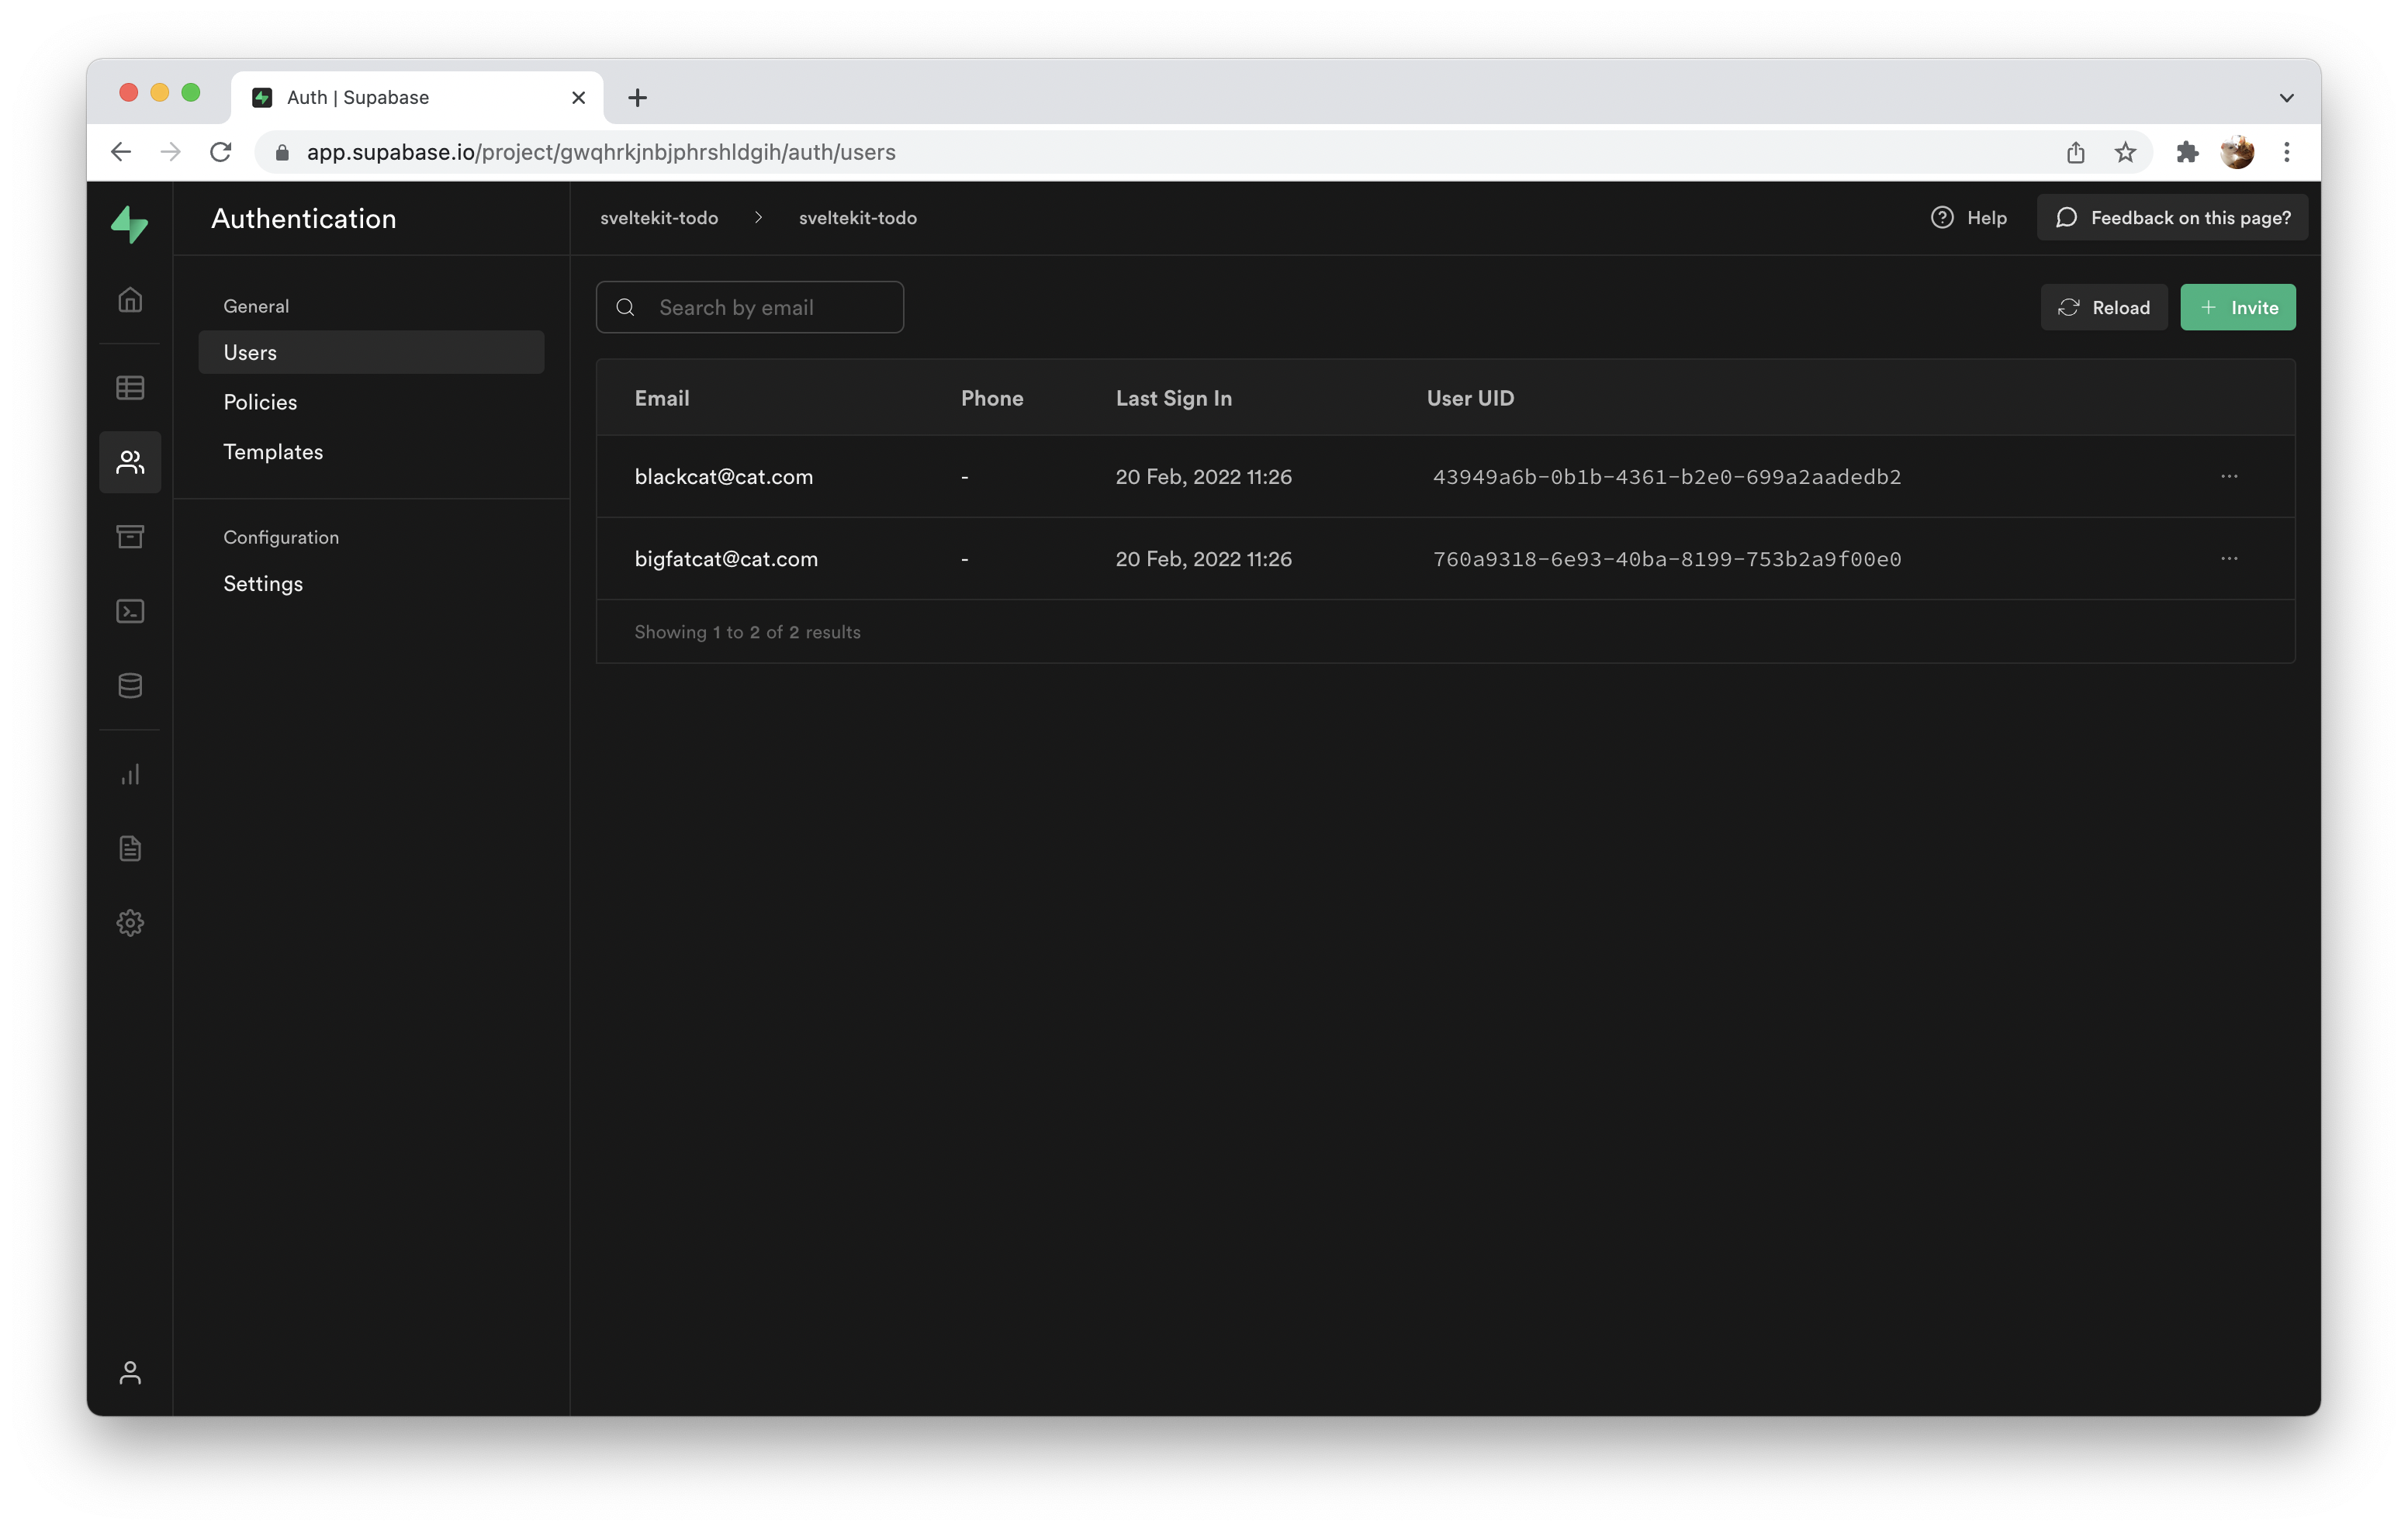 Auth | Supabase
app.supabase.io/project/gwqhrkjnbjphrshldgih/auth/users
Authentication
sveltekit-todo > sveltekit-todo
Help
Feedback on this page?
General
Users
Policies
Templates
Configuration
Settings
Search by email
Reload
+ Invite
Email Phone Last Sign In User UID
blackcat@cat.com - 20 Feb, 2022 11:26 43949a6b-0b1b-4361-b2e0-699a2aadedb2 ...
bigfatcat@cat.com - 20 Feb, 2022 11:26 760a9318-6e93-40ba-8199-753b2a9f00e0 ...
Showing 1 to 2 of 2 results